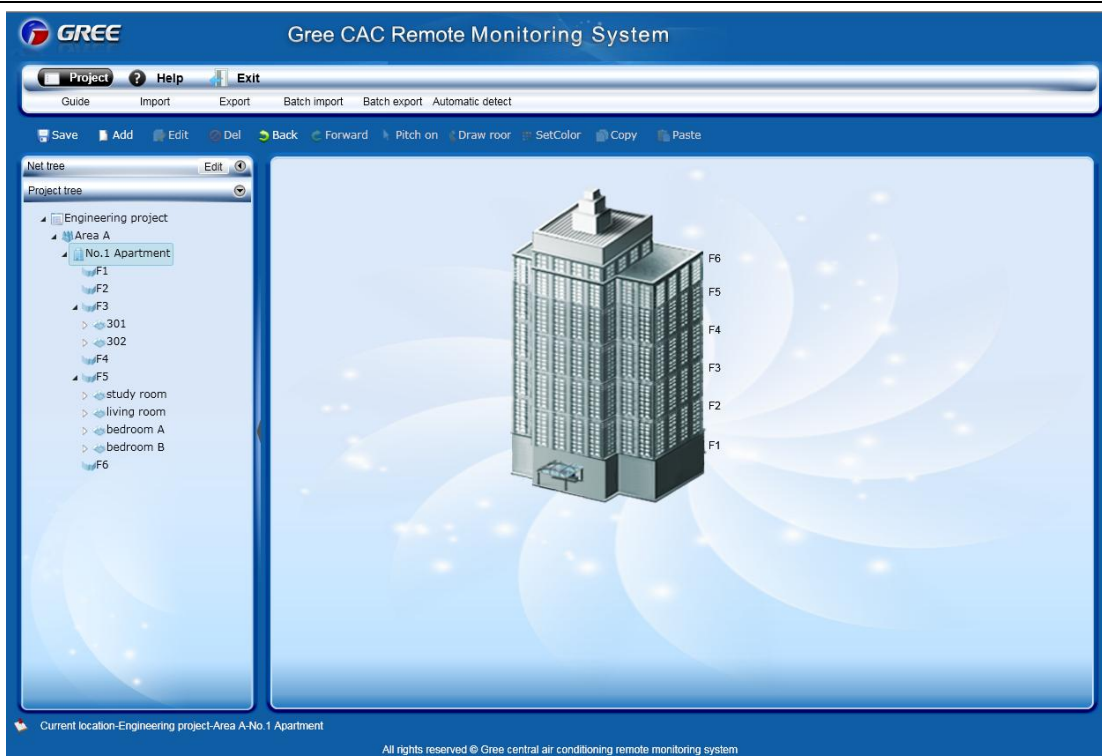 GREE
Gree CAC Remote Monitoring System
Project Help Exit
Guide Import Export Batch import Batch export Automatic detect
Save Add Edit Del Back Forward Pitch on Draw roor SetColor Copy Paste
Net tree Edit
Project tree
Engineering project
Area A
No.1 Apartment
F1
F2
F3
301
302
F4
F5
study room
living room
bedroom A
bedroom B
F6
F6
F5
F4
F3
F2
F1
Current location-Engineering project-Area A-No.1 Apartment
All rights reserved © Gree central air conditioning remote monitoring system